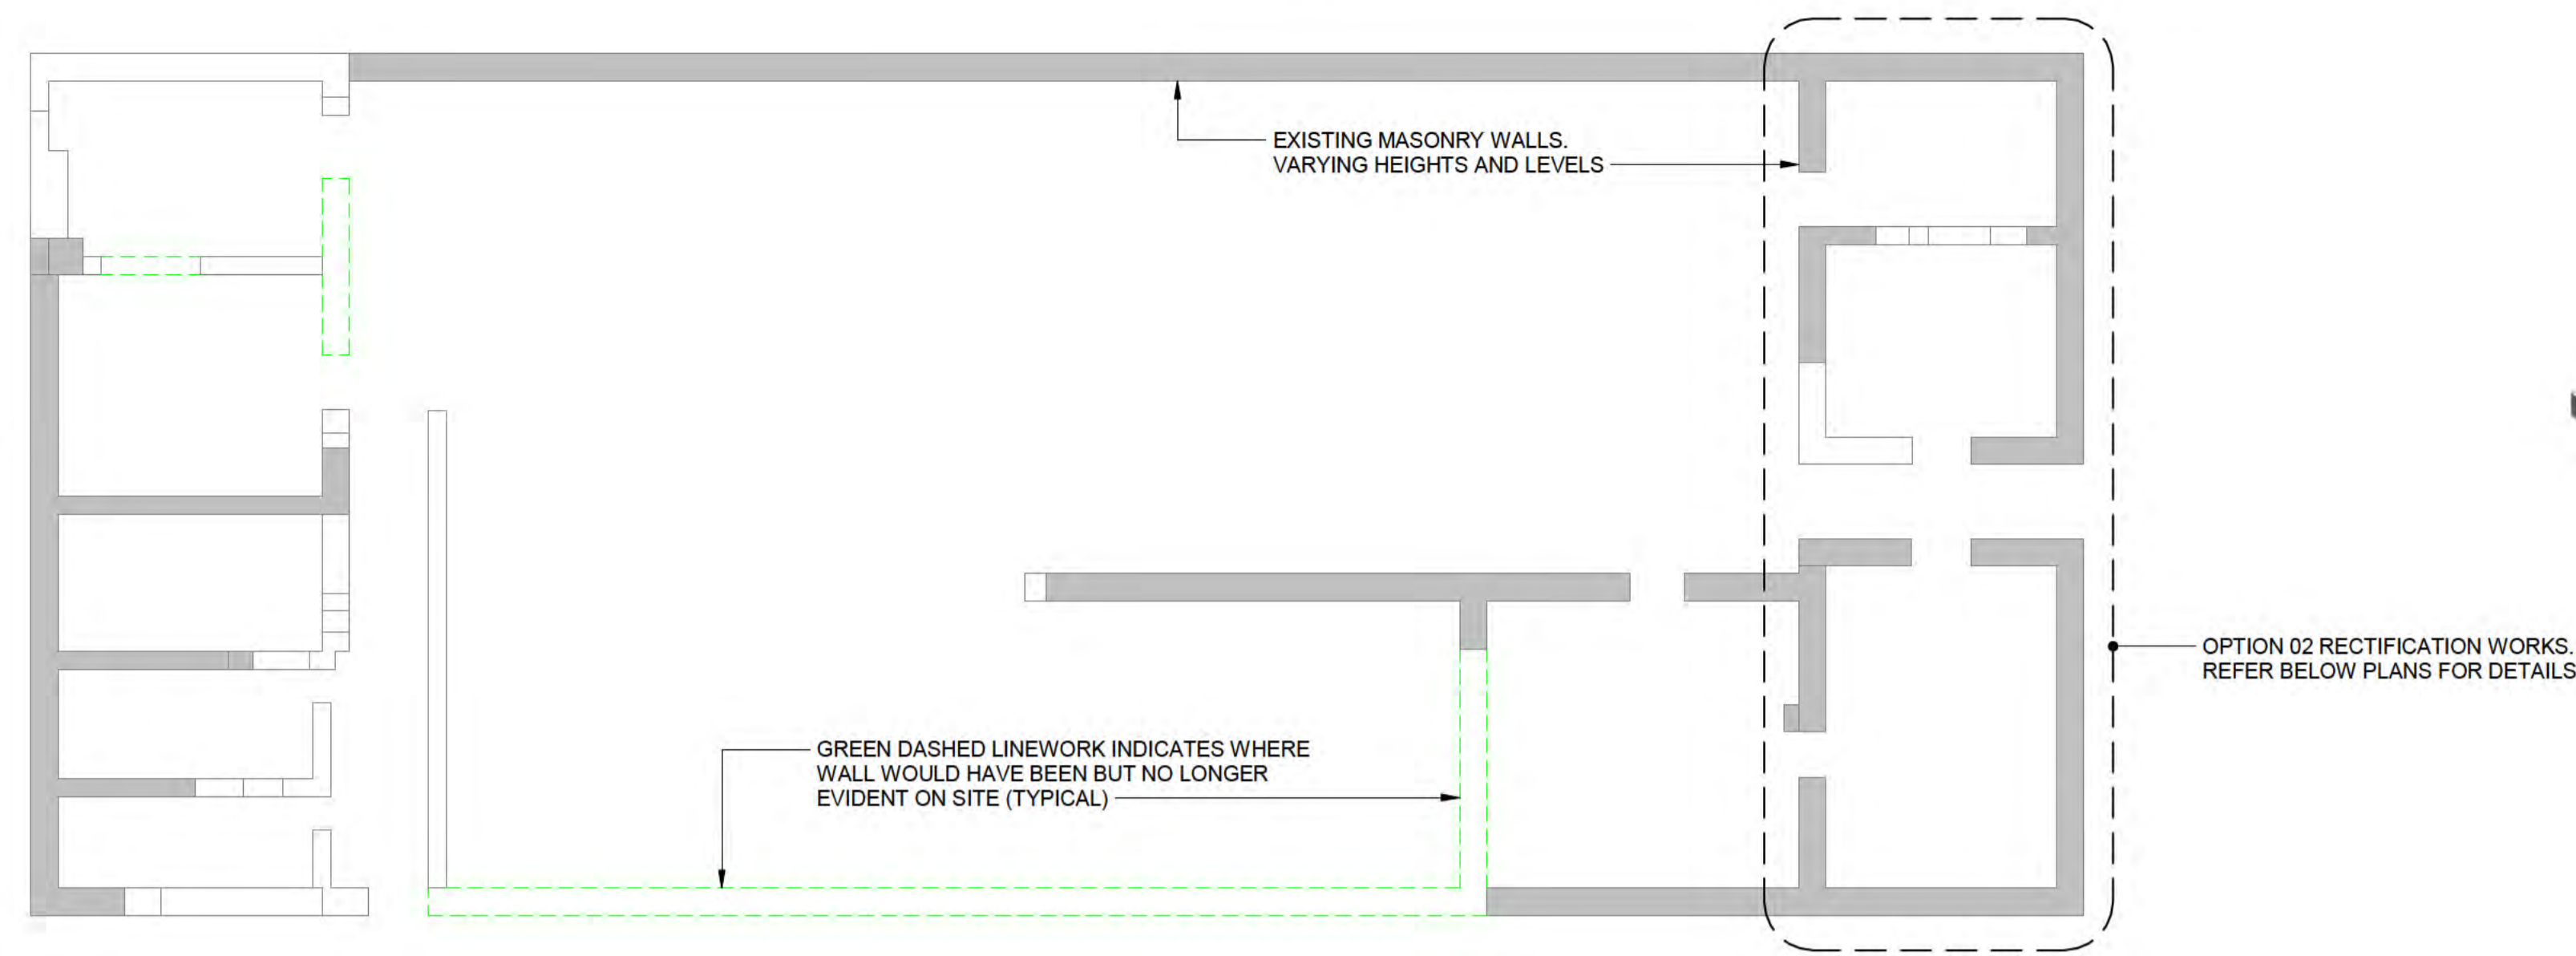 EXISTING MASONRY WALLS.
VARYING HEIGHTS AND LEVELS
OPTION 02 RECTIFICATION WORKS.
REFER BELOW PLANS FOR DETAILS
GREEN DASHED LINEWORK INDICATES WHERE
WALL WOULD HAVE BEEN BUT NO LONGER
EVIDENT ON SITE (TYPICAL)